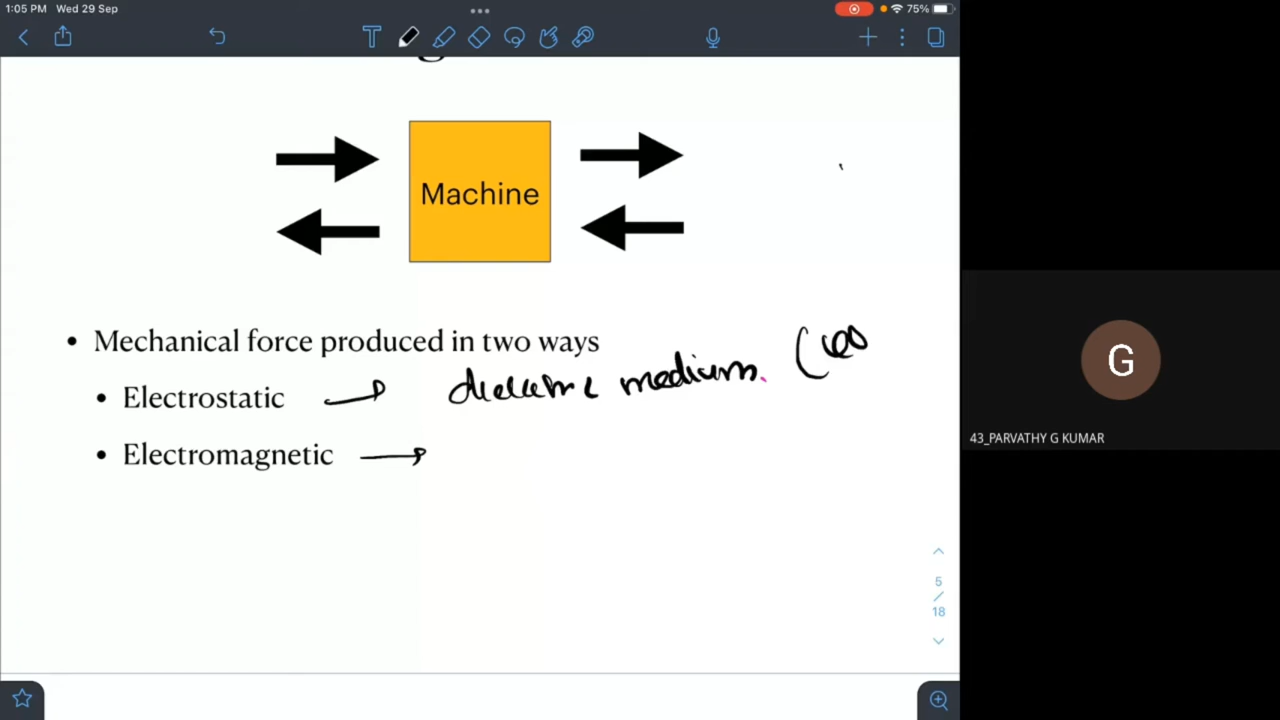 1:05 PM Wed 29 Sep
75%
T
Machine
• Mechanical force produced in two ways
• Electrostatic → dielectric medium.
• Electromagnetic →
5
/
18
G
43_PARVATHY G KUMAR